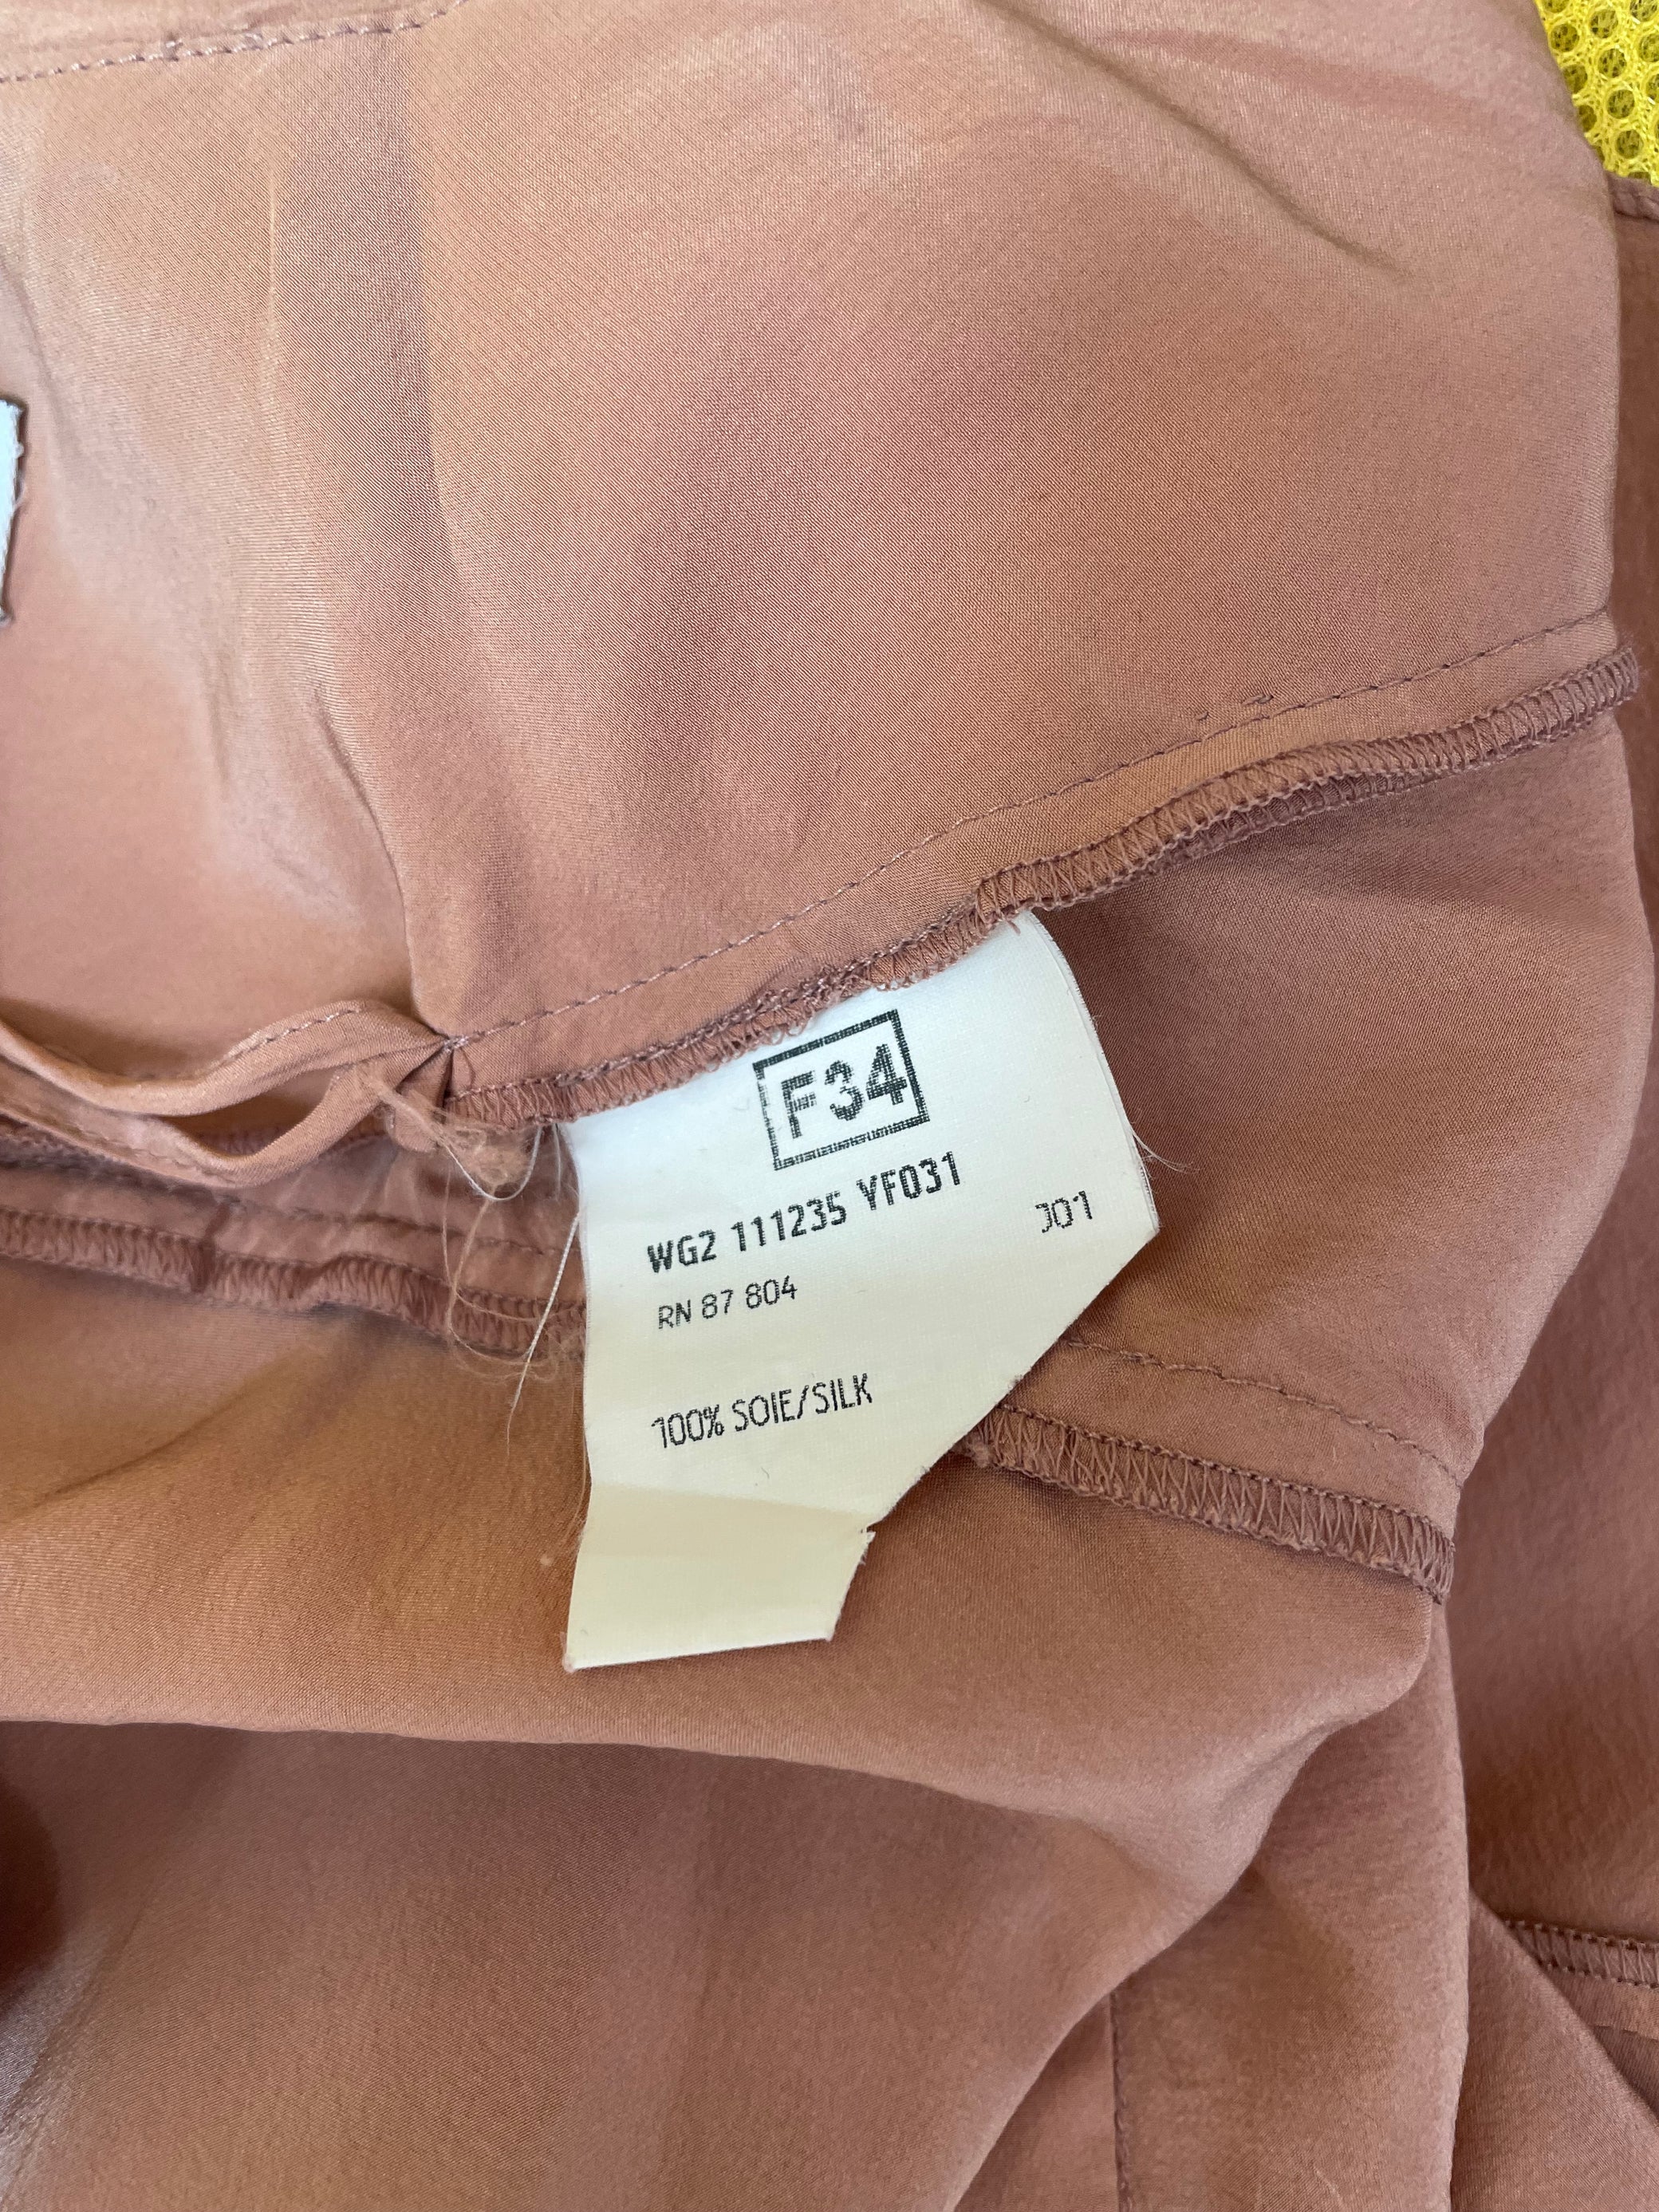 F34
WG2 111235 YF031
J01
RN 87 804
100% SOIE/SILK